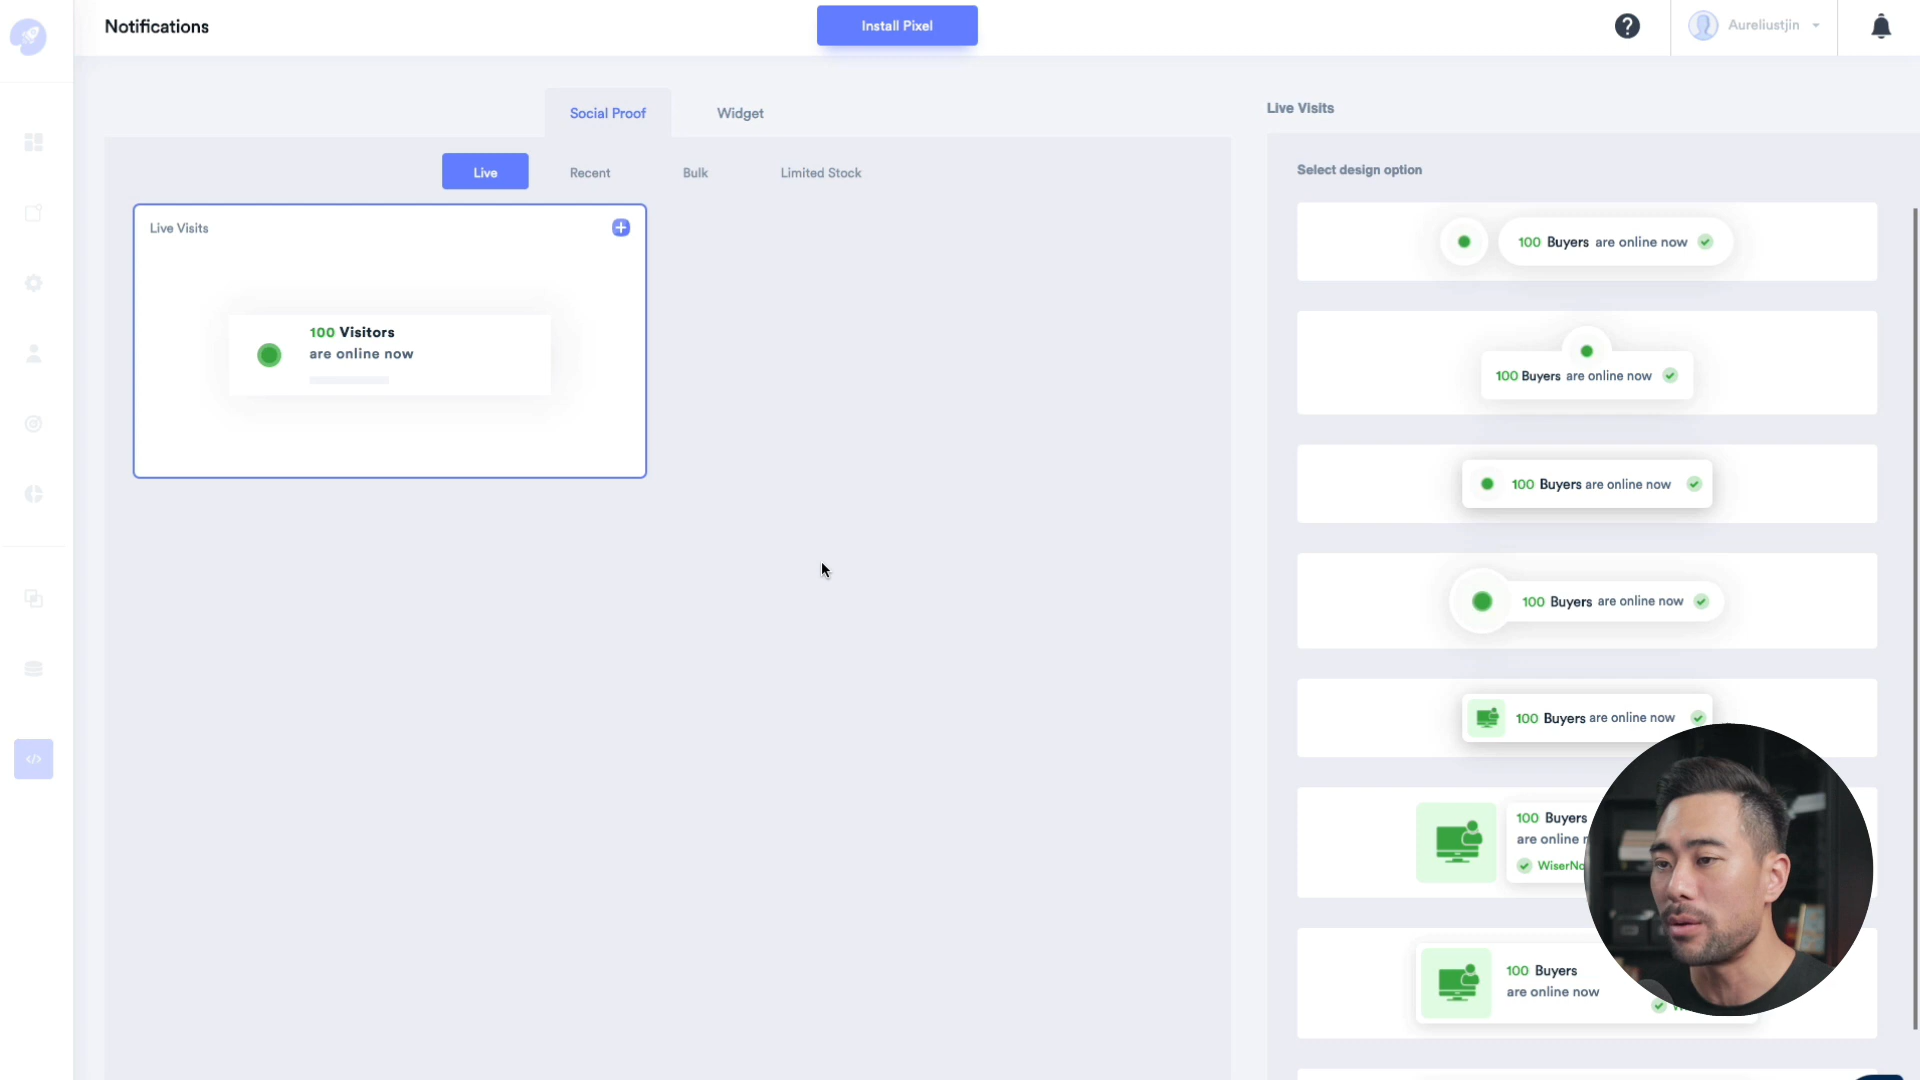 Notifications
Install Pixel
Aureliustjin
Social Proof
Widget
Live Visits
Live
Recent
Bulk
Limited Stock
Live Visits
100 Visitors
are online now
Select design option
100 Buyers are online now
100 Buyers are online now
100 Buyers are online now
100 Buyers are online now
100 Buyers are online now
100 Buyers
are online
100 Buyers
are online now